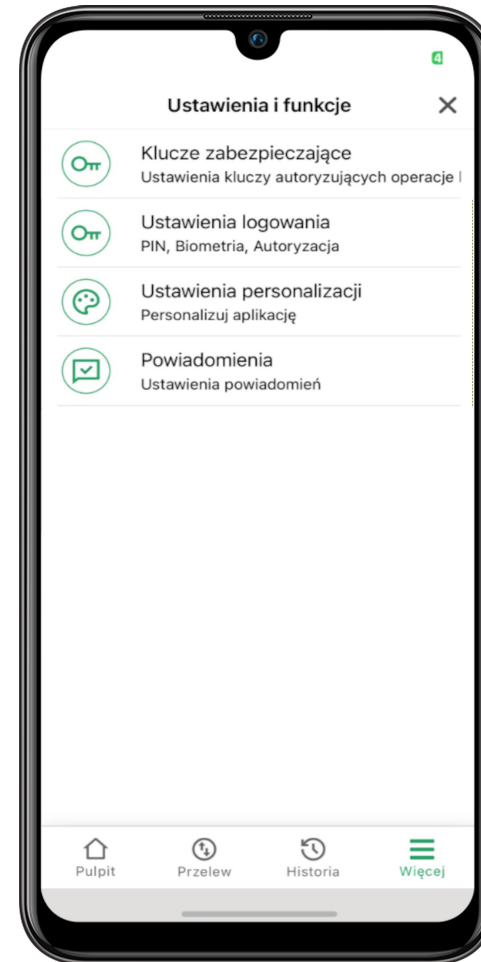 4
Ustawienia i funkcje
Klucze zabezpieczające
Ustawienia kluczy autoryzujących operacje
Ustawienia logowania
PIN, Biometria, Autoryzacja
Ustawienia personalizacji
Personalizuj aplikację
Powiadomienia
Ustawienia powiadomień
Pulpit Przelew Historia Więcej